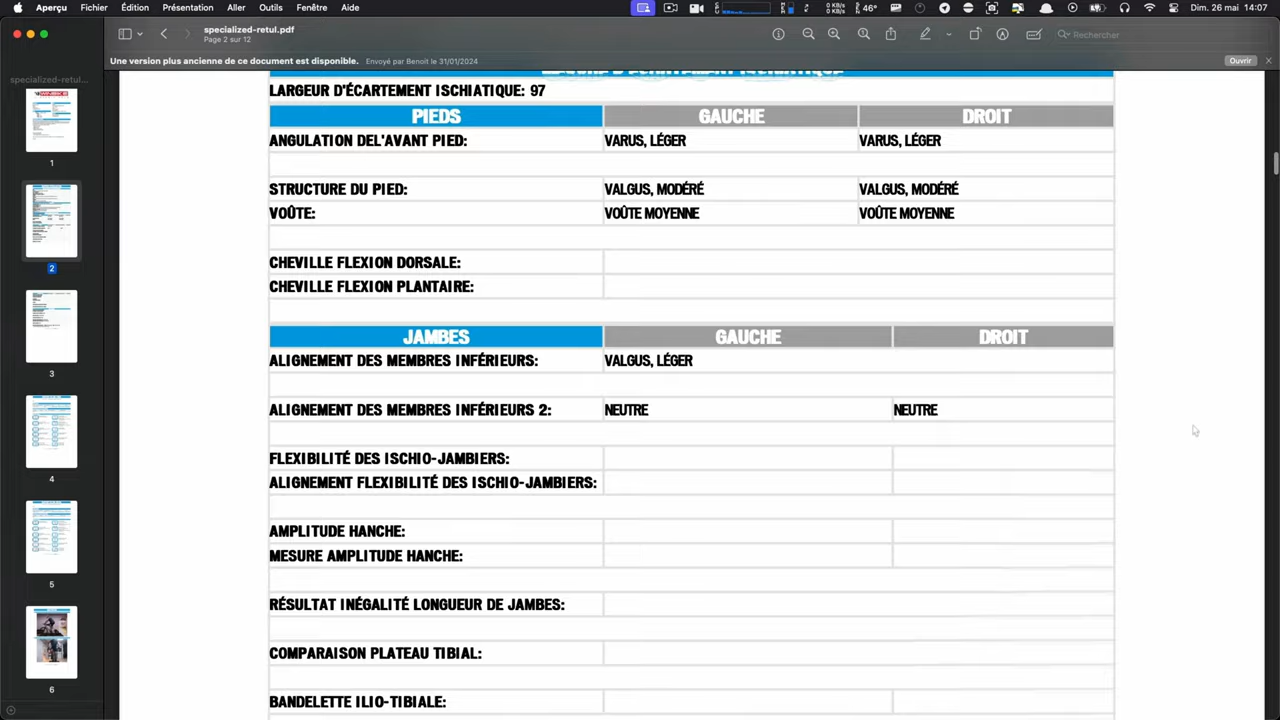 Aperçu Fichier Édition Présentation Aller Outils Fenêtre Aide 0 KB/s 46° Dim. 26 mai 14:07
specialized-retul.pdf
Page 2 sur 12
Rechercher
Une version plus ancienne de ce document est disponible. Envoyé par Benoit le 31/01/2024 Ouvrir
specialized-retul...
LARGEUR D'ÉCARTEMENT ISCHIATIQUE: 97
PIEDS GAUCHE DROIT
ANGULATION DEL'AVANT PIED: VARUS, LÉGER VARUS, LÉGER
STRUCTURE DU PIED: VALGUS, MODÉRÉ VALGUS, MODÉRÉ
VOÛTE: VOÛTE MOYENNE VOÛTE MOYENNE
CHEVILLE FLEXION DORSALE:
CHEVILLE FLEXION PLANTAIRE:
JAMBES GAUCHE DROIT
ALIGNEMENT DES MEMBRES INFÉRIEURS: VALGUS, LÉGER
ALIGNEMENT DES MEMBRES INFÉRIEURS 2: NEUTRE NEUTRE
FLEXIBILITÉ DES ISCHIO-JAMBIERS:
ALIGNEMENT FLEXIBILITÉ DES ISCHIO-JAMBIERS:
AMPLITUDE HANCHE:
MESURE AMPLITUDE HANCHE:
RÉSULTAT INÉGALITÉ LONGUEUR DE JAMBES:
COMPARAISON PLATEAU TIBIAL:
BANDELETTE ILIO-TIBIALE:
1
2
3
4
5
6